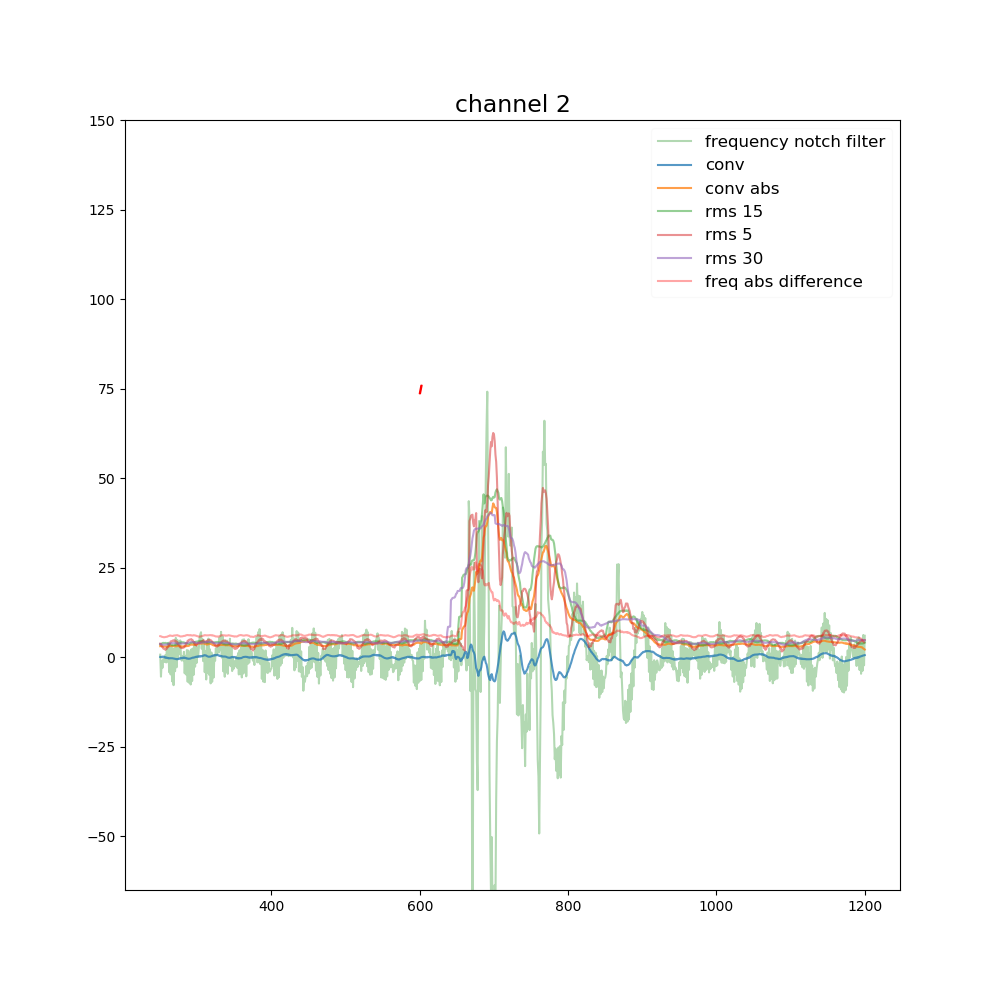 channel 2
150
125
100
75
50
25
0
−25
−50
400 600 800 1000 1200
frequency notch filter
conv
conv abs
rms 15
rms 5
rms 30
freq abs difference